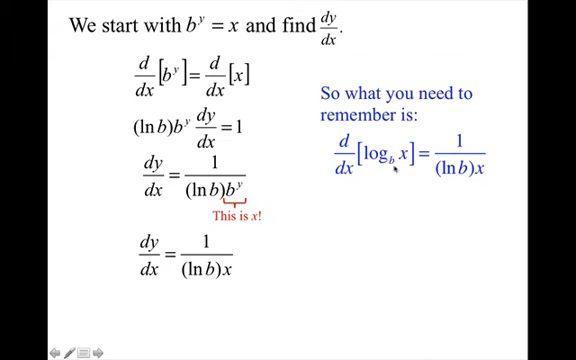 We start with b^y = x and find dy/dx.
d/dx[b^y] = d/dx[x]
(ln b)b^y dy/dx = 1
dy/dx = 1/((ln b)b^y)
This is x!
dy/dx = 1/((ln b)x)
So what you need to
remember is:
d/dx[log_b x] = 1/((ln b)x)